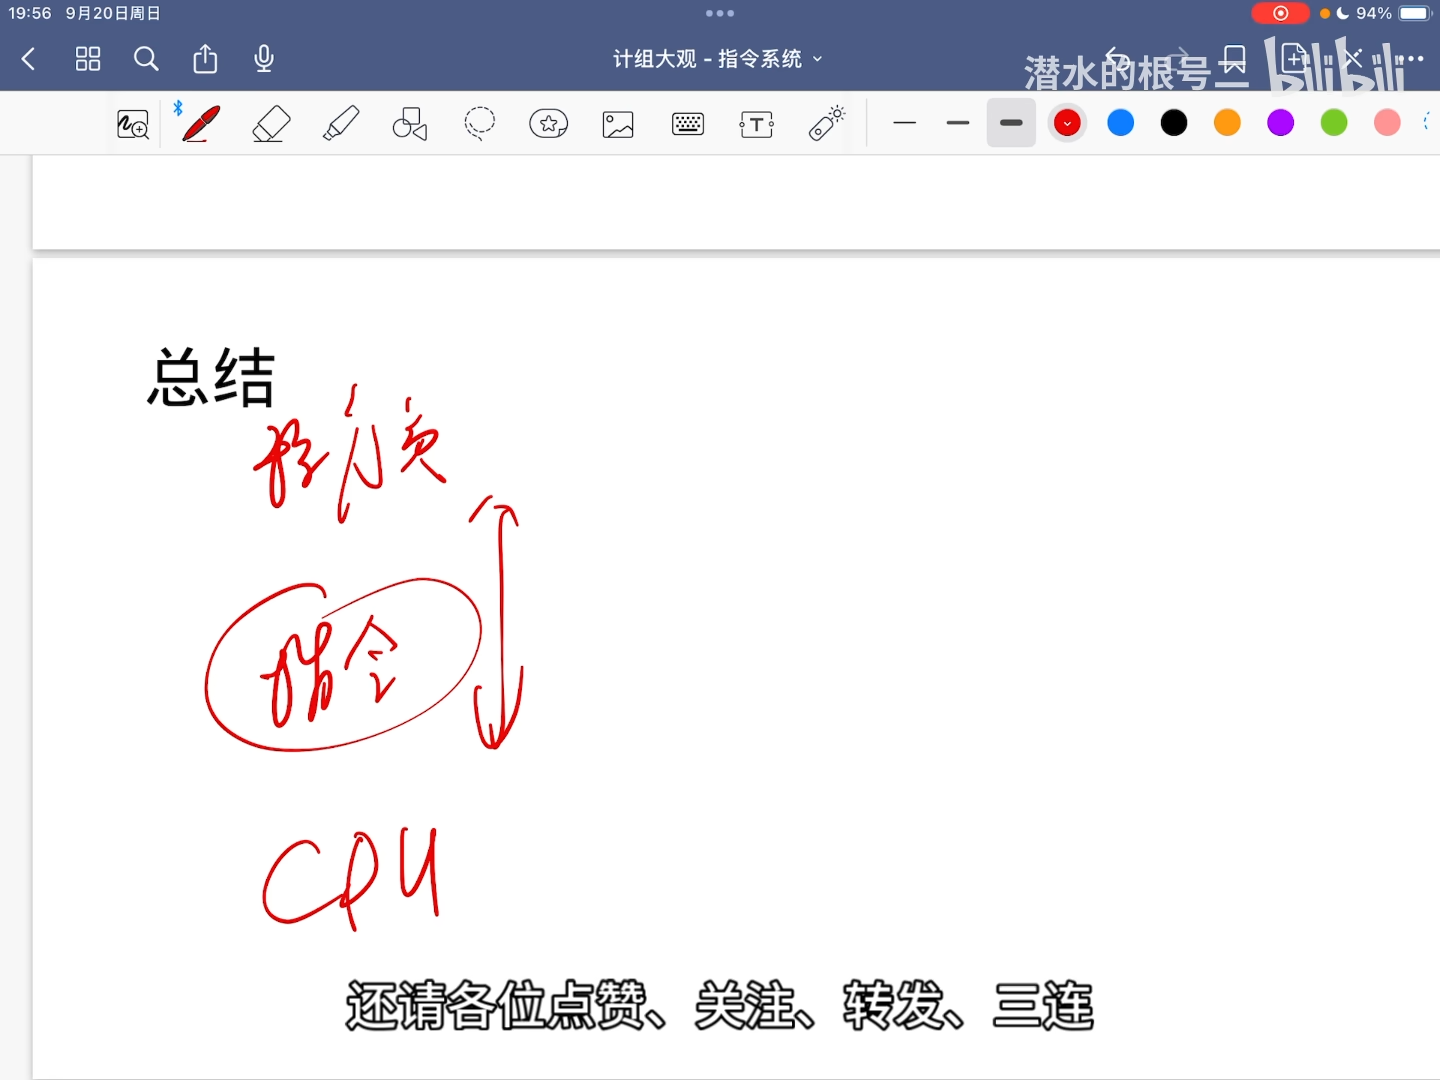 19:56 9月20日周日
94%
计组大观 - 指令系统
潜水的根号二 bilibili
总结
程序员
指令
CPU
还请各位点赞、关注、转发、三连